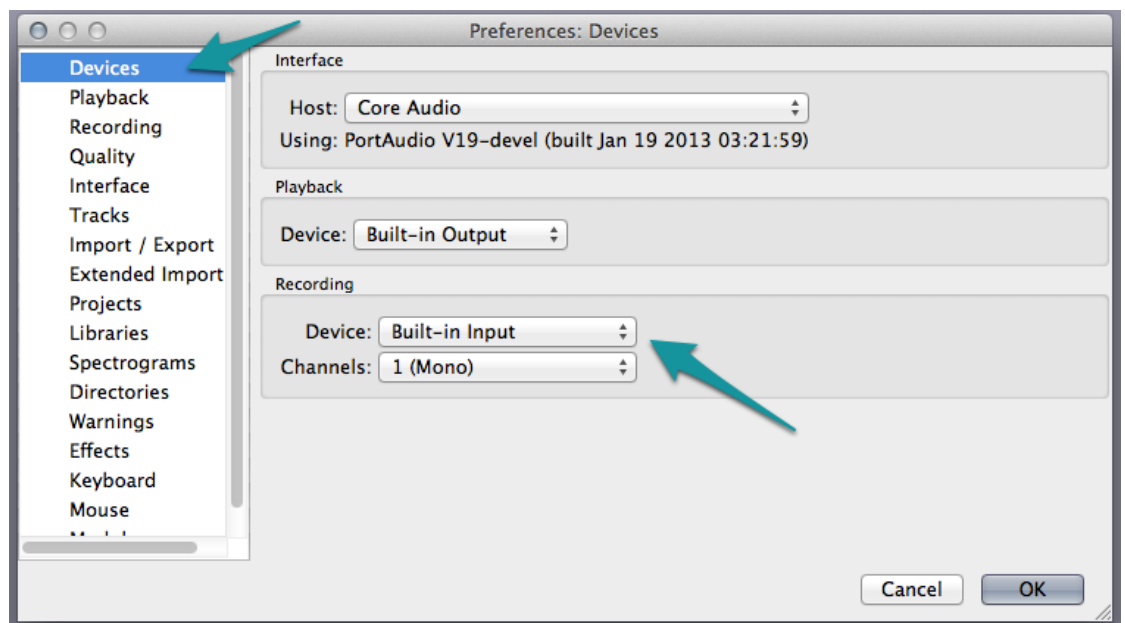 Preferences: Devices
Devices
Playback
Recording
Quality
Interface
Tracks
Import / Export
Extended Import
Projects
Libraries
Spectrograms
Directories
Warnings
Effects
Keyboard
Mouse
Interface
Host: Core Audio
Using: PortAudio V19-devel (built Jan 19 2013 03:21:59)
Playback
Device: Built-in Output
Recording
Device: Built-in Input
Channels: 1 (Mono)
Cancel OK